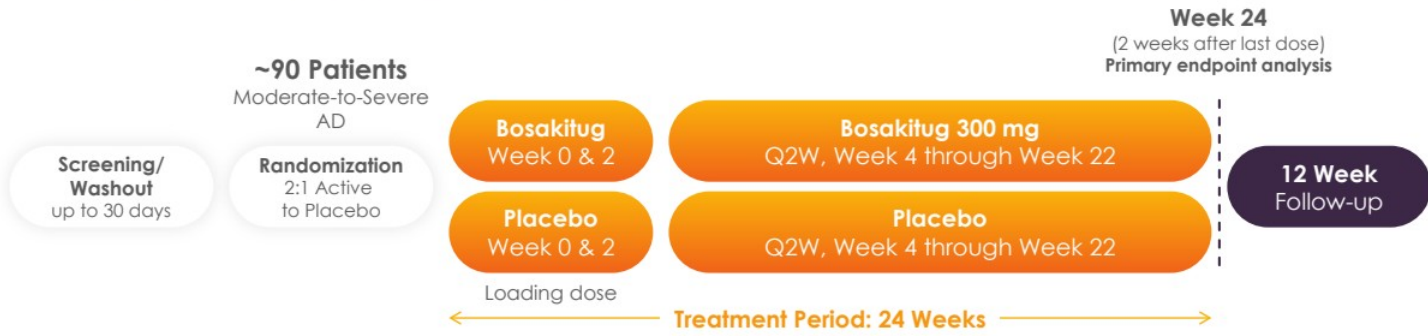 Week 24
(2 weeks after last dose)
Primary endpoint analysis
~90 Patients
Moderate-to-Severe
AD
Screening/
Washout
up to 30 days
Randomization
2:1 Active
to Placebo
Bosakitug
Week 0 & 2
Bosakitug 300 mg
Q2W, Week 4 through Week 22
Placebo
Week 0 & 2
Placebo
Q2W, Week 4 through Week 22
12 Week
Follow-up
Loading dose
Treatment Period: 24 Weeks